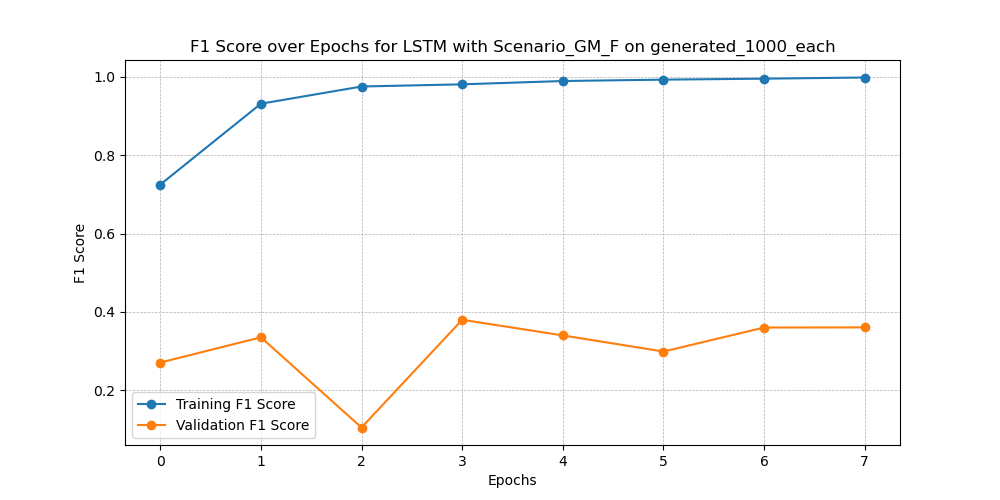 F1 Score over Epochs for LSTM with Scenario_GM_F on generated_1000_each
F1 Score
1.0
0.8
0.6
0.4
0.2
Training F1 Score
Validation F1 Score
0 1 2 3 4 5 6 7
Epochs